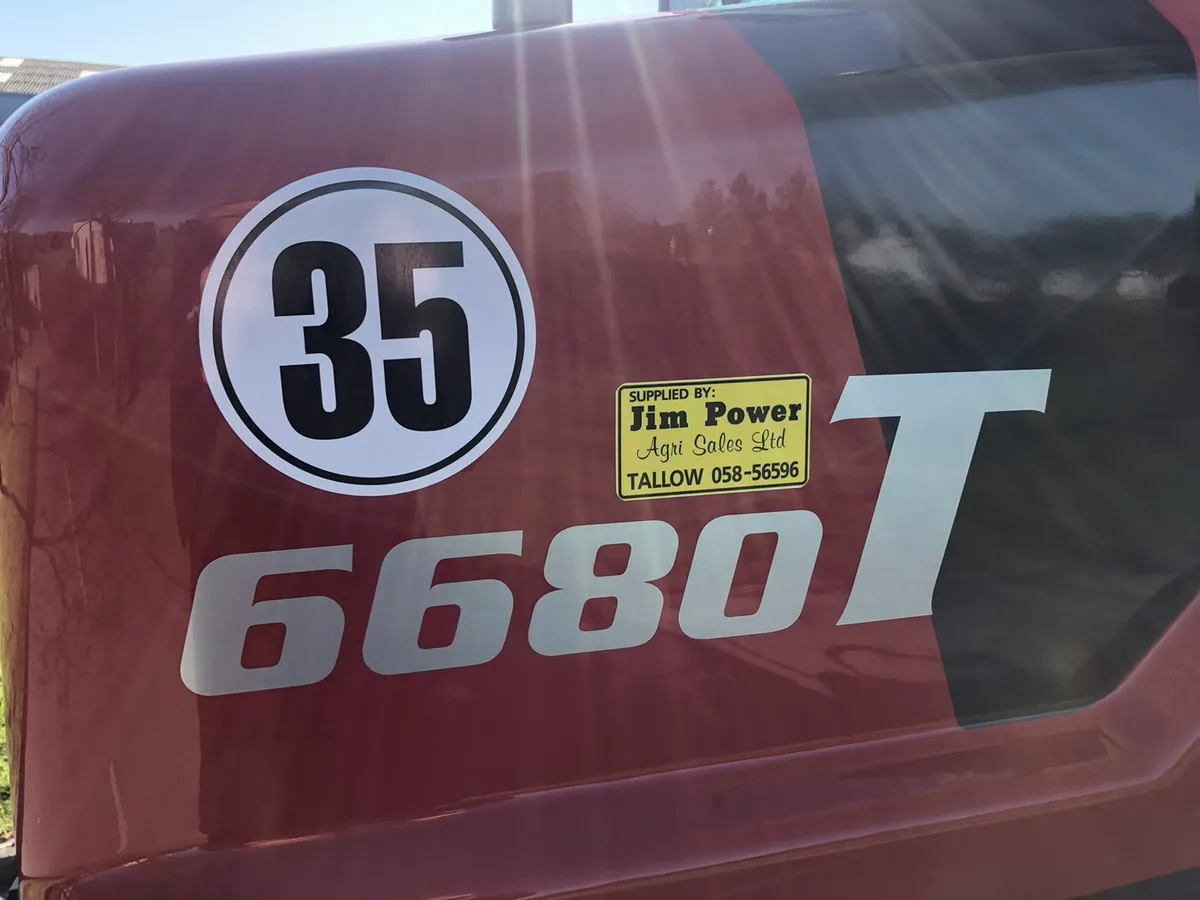 35
SUPPLIED BY:
Jim Power
Agri Sales Ltd
TALLOW 058-56596
6680T